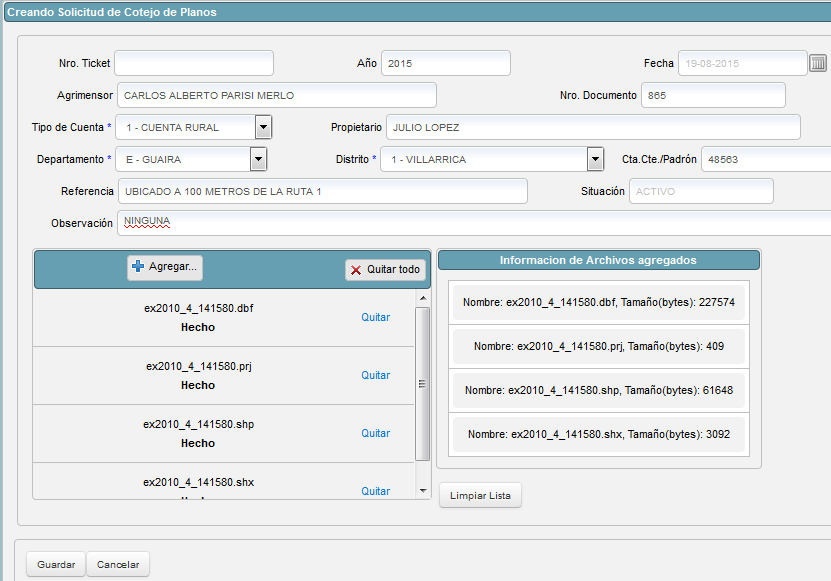 Creando Solicitud de Cotejo de Planos
Nro. Ticket Año 2015 Fecha 19-08-2015
Agrimensor CARLOS ALBERTO PARISI MERLO Nro. Documento 865
Tipo de Cuenta * 1 - CUENTA RURAL Propietario JULIO LOPEZ
Departamento * E - GUAIRA Distrito * 1 - VILLARRICA Cta.Cte./Padrón 48563
Referencia UBICADO A 100 METROS DE LA RUTA 1 Situación ACTIVO
Observación NINGUNA
Agregar... Quitar todo
ex2010_4_141580.dbf
Hecho
Quitar
ex2010_4_141580.prj
Hecho
Quitar
ex2010_4_141580.shp
Hecho
Quitar
ex2010_4_141580.shx
Hecho
Quitar
Informacion de Archivos agregados
Nombre: ex2010_4_141580.dbf, Tamaño(bytes): 227574
Nombre: ex2010_4_141580.prj, Tamaño(bytes): 409
Nombre: ex2010_4_141580.shp, Tamaño(bytes): 61648
Nombre: ex2010_4_141580.shx, Tamaño(bytes): 3092
Limpiar Lista
Guardar Cancelar